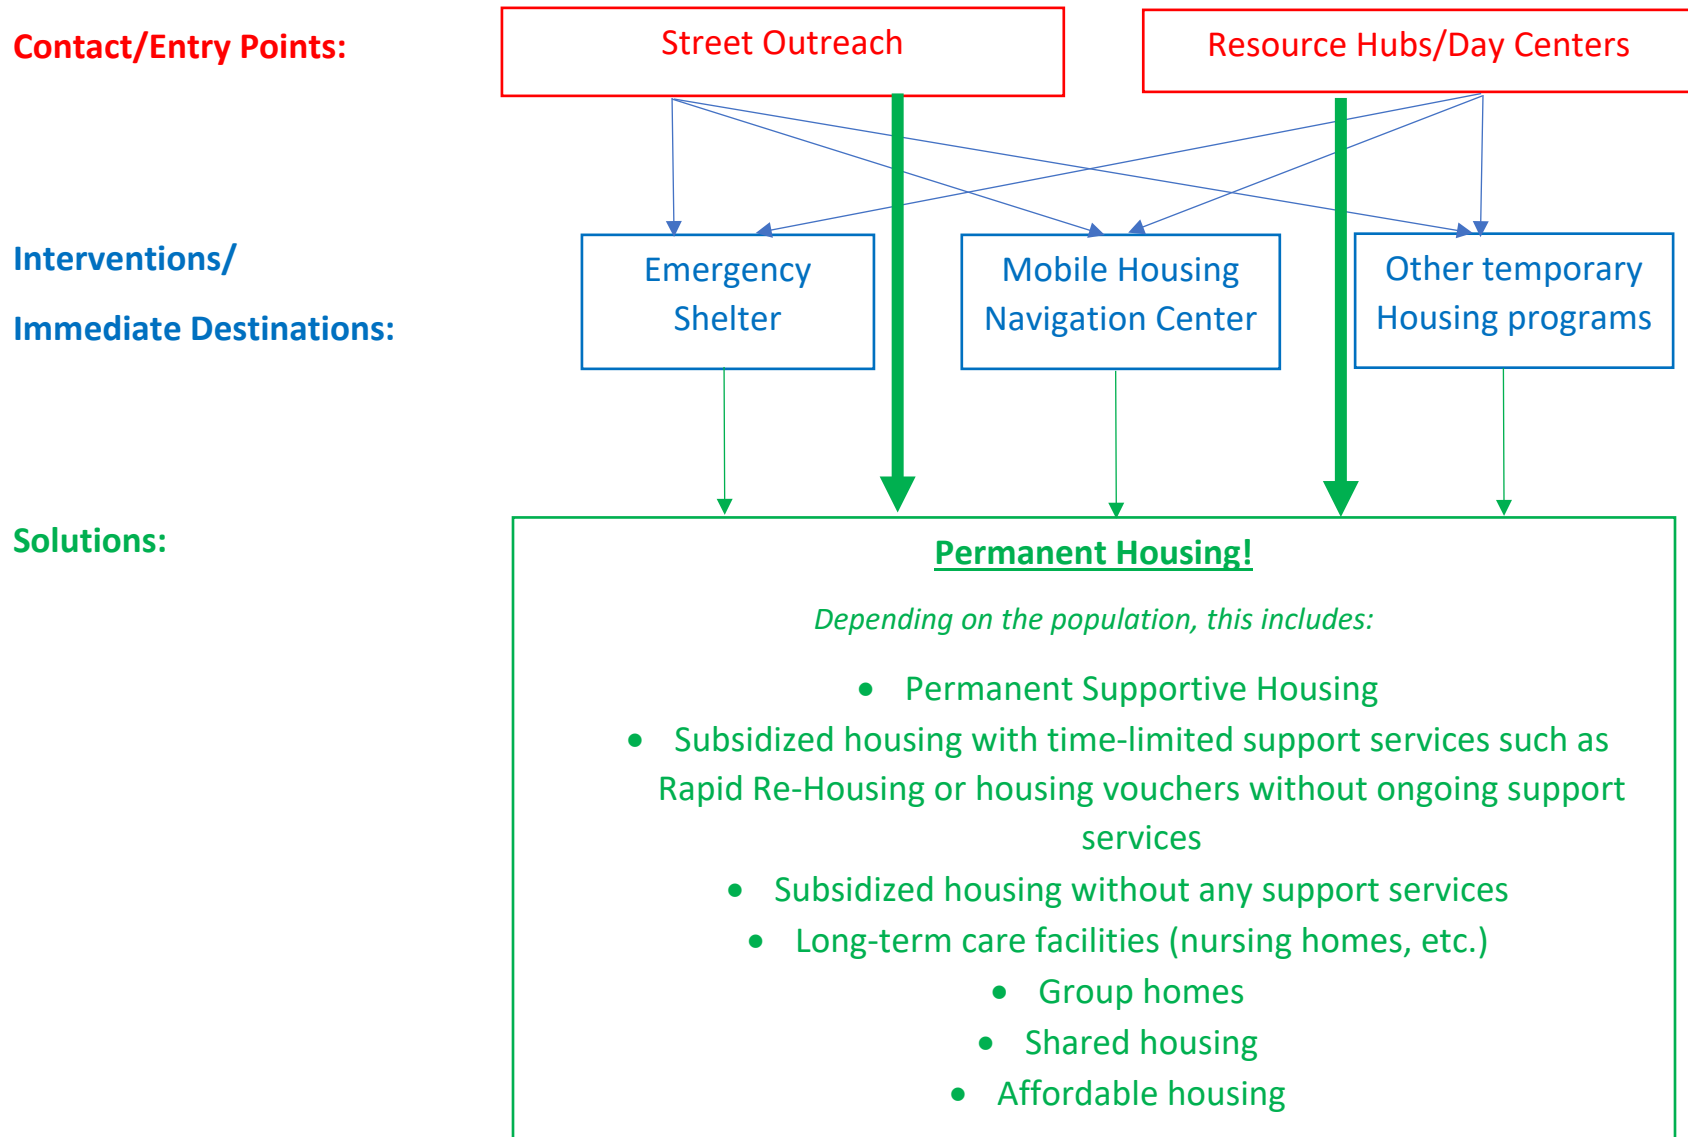 Contact/Entry Points:
Street Outreach
Resource Hubs/Day Centers
Interventions/
Immediate Destinations:
Emergency
Shelter
Mobile Housing
Navigation Center
Other temporary
Housing programs
Solutions:
Permanent Housing!
Depending on the population, this includes:
• Permanent Supportive Housing
• Subsidized housing with time-limited support services such as
Rapid Re-Housing or housing vouchers without ongoing support
services
• Subsidized housing without any support services
• Long-term care facilities (nursing homes, etc.)
• Group homes
• Shared housing
• Affordable housing